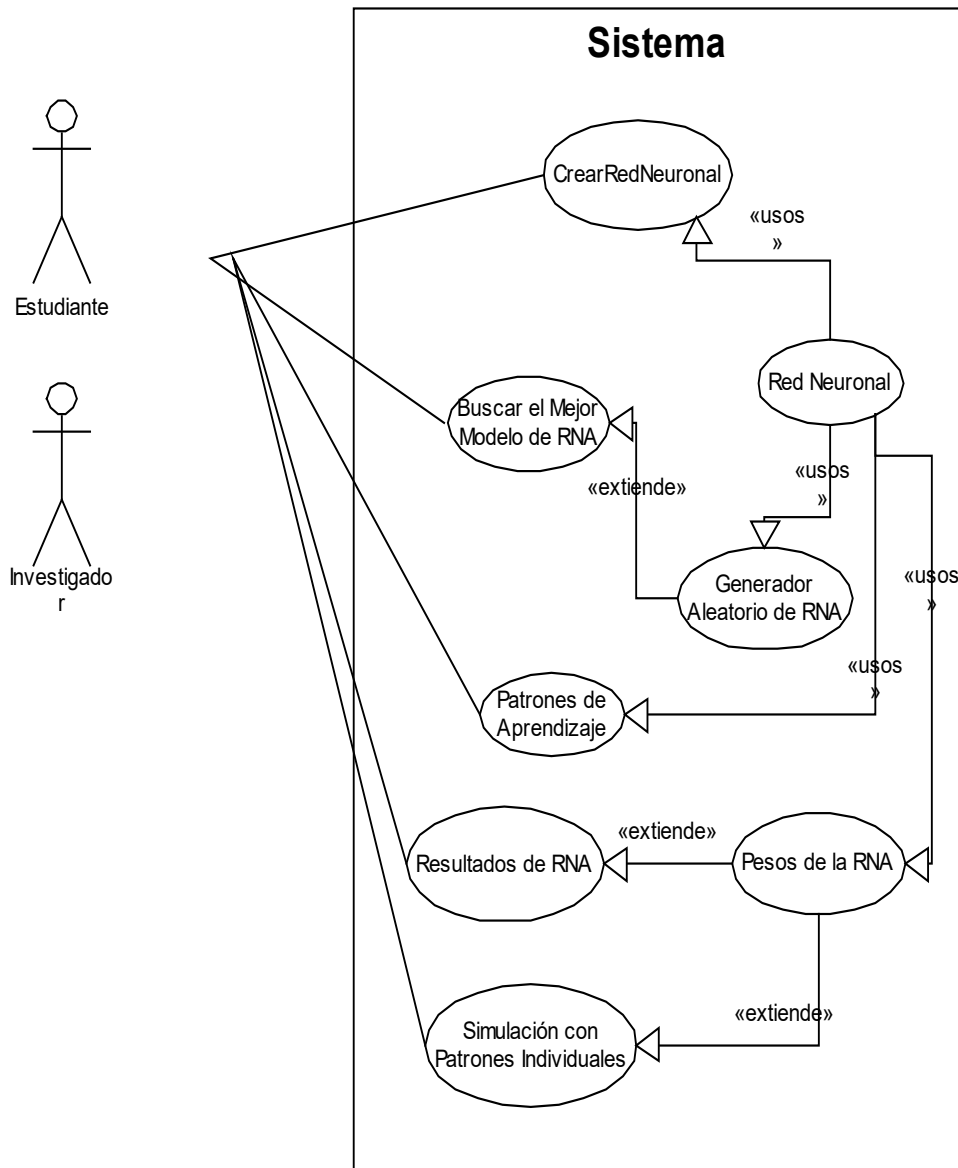 Sistema
CrearRedNeuronal
«usos
»
Estudiante
Red Neuronal
Buscar el Mejor
Modelo de RNA
«usos
»
«extiende»
Investigado
r
Generador
Aleatorio de RNA
«usos
»
«usos
»
Patrones de
Aprendizaje
«extiende»
Resultados de RNA
Pesos de la RNA
«extiende»
Simulación con
Patrones Individuales